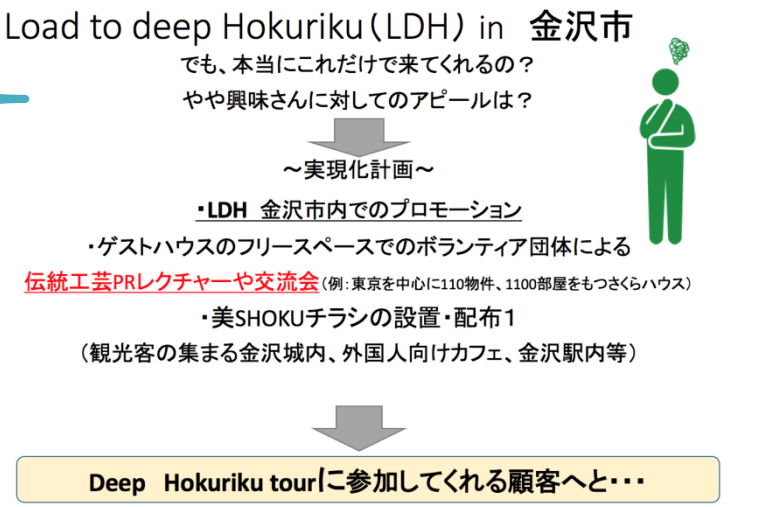 Load to deep Hokuriku(LDH) in 金沢市
でも、本当にこれだけで来てくれるの？
やや興味さんに対してのアピールは？
～実現化計画～
・LDH 金沢市内でのプロモーション
・ゲストハウスのフリースペースでのボランティア団体による
伝統工芸PRレクチャーや交流会(例：東京を中心に110物件、1100部屋をもつさくらハウス)
・美SHOKUチラシの設置・配布１
（観光客の集まる金沢城内、外国人向けカフェ、金沢駅内等）
Deep Hokuriku tourに参加してくれる顧客へと・・・